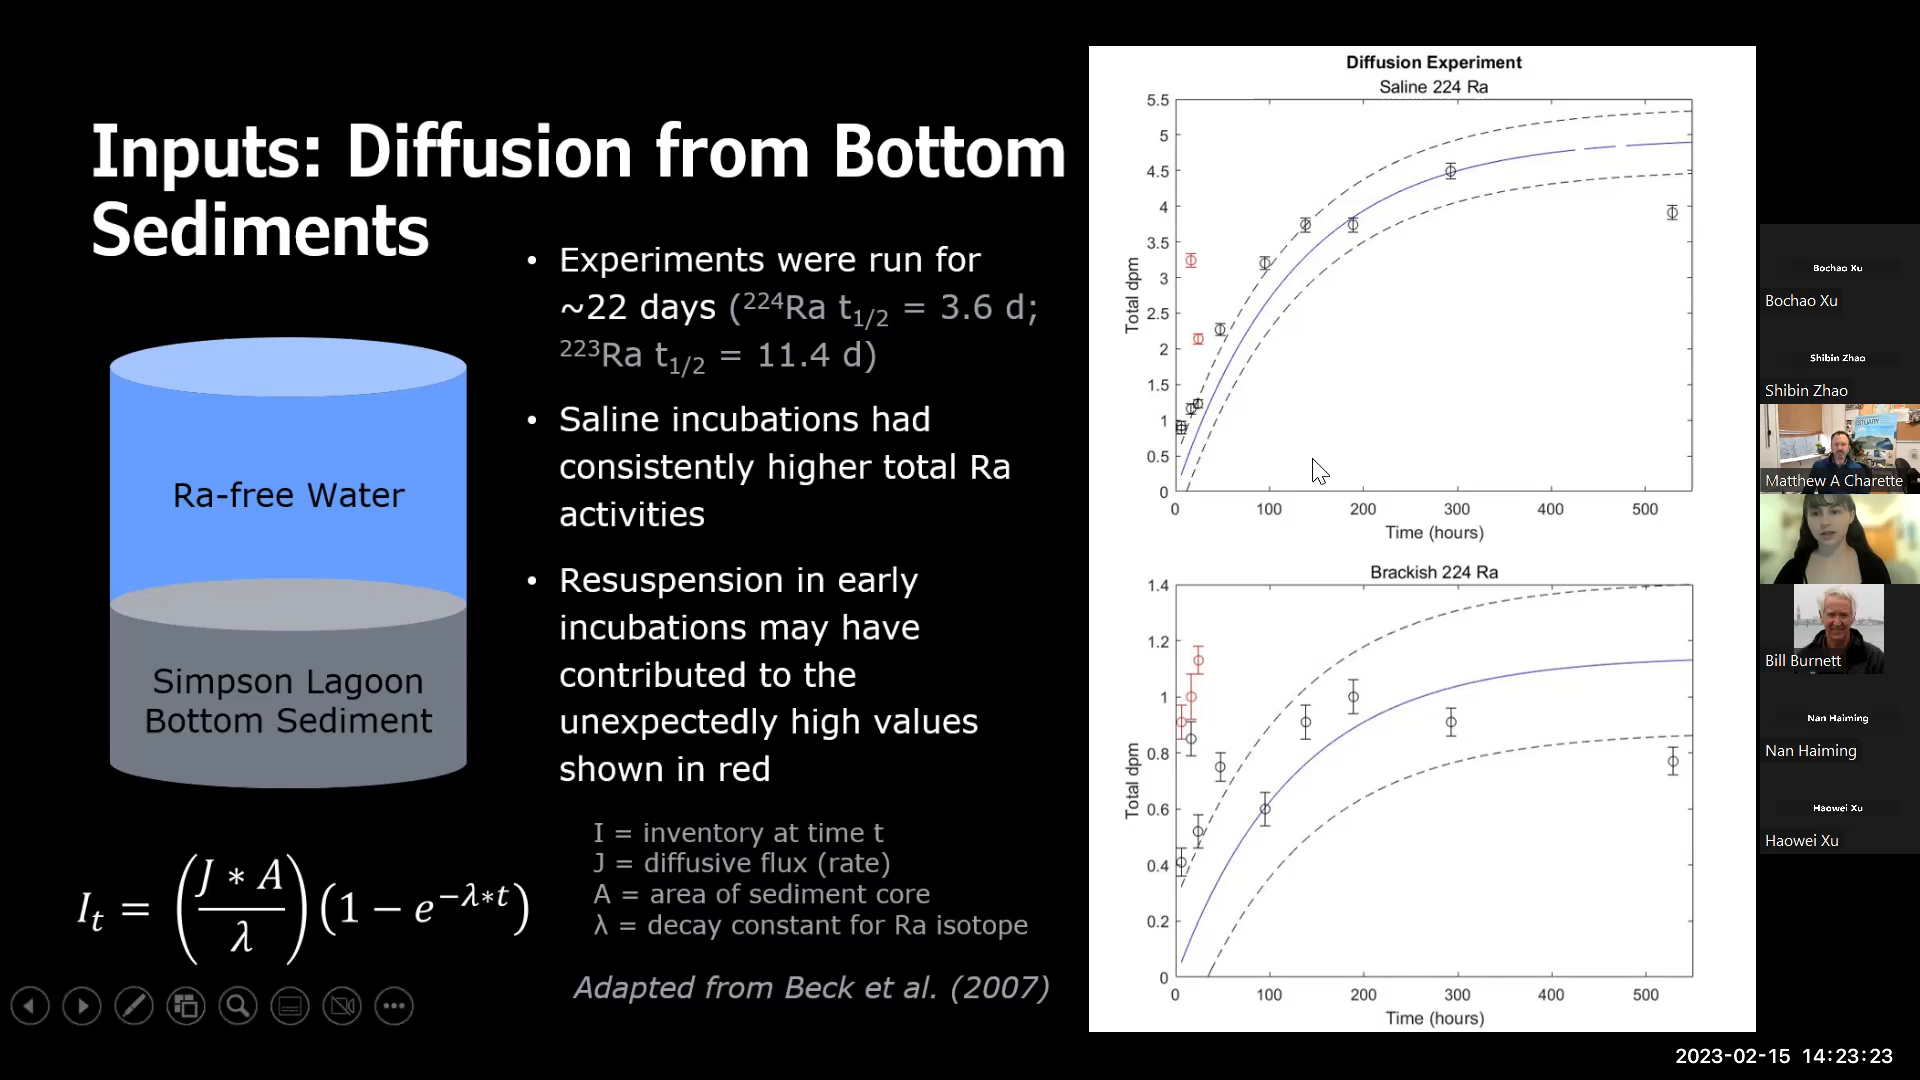 Inputs: Diffusion from Bottom
Sediments
• Experiments were run for
~22 days (²²⁴Ra t₁/₂ = 3.6 d;
²²³Ra t₁/₂ = 11.4 d)
• Saline incubations had
consistently higher total Ra
activities
• Resuspension in early
incubations may have
contributed to the
unexpectedly high values
shown in red
Ra-free Water
Simpson Lagoon
Bottom Sediment
I_t = (J * A / λ) (1 − e^(−λ*t))
I = inventory at time t
J = diffusive flux (rate)
A = area of sediment core
λ = decay constant for Ra isotope
Adapted from Beck et al. (2007)
Diffusion Experiment
Saline 224 Ra
Total dpm
5.5
5
4.5
4
3.5
3
2.5
2
1.5
1
0.5
0
0 100 200 300 400 500
Time (hours)
Brackish 224 Ra
Total dpm
1.4
1.2
1
0.8
0.6
0.4
0.2
0
0 100 200 300 400 500
Time (hours)
Bochao Xu
Bochao Xu
Shibin Zhao
Shibin Zhao
ESTUARY
Matthew A Charette
Bill Burnett
Nan Haiming
Nan Haiming
Haowei Xu
Haowei Xu
2023-02-15 14:23:23